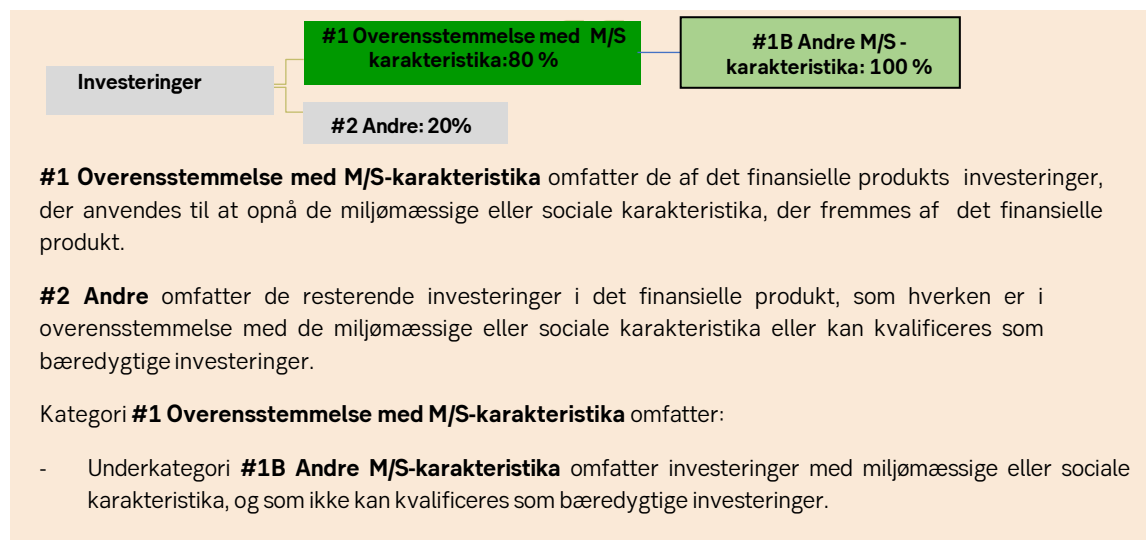 #1 Overensstemmelse med M/S
karakteristika:80 %
#1B Andre M/S -
karakteristika: 100 %
Investeringer
#2 Andre: 20%
#1 Overensstemmelse med M/S-karakteristika omfatter de af det finansielle produkts investeringer,
der anvendes til at opnå de miljømæssige eller sociale karakteristika, der fremmes af det finansielle
produkt.
#2 Andre omfatter de resterende investeringer i det finansielle produkt, som hverken er i
overensstemmelse med de miljømæssige eller sociale karakteristika eller kan kvalificeres som
bæredygtige investeringer.
Kategori #1 Overensstemmelse med M/S-karakteristika omfatter:
- Underkategori #1B Andre M/S-karakteristika omfatter investeringer med miljømæssige eller sociale
karakteristika, og som ikke kan kvalificeres som bæredygtige investeringer.